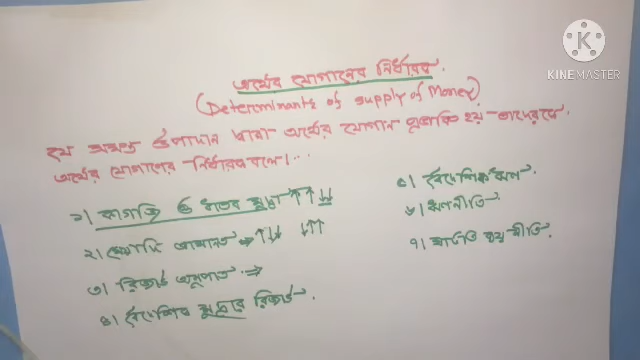 অর্থের যোগানের নির্ধারক.
(Determinants of supply of Money)
যে সমস্ত উপাদান দ্বারা অর্থের যোগান প্রভাবিত হয় তাদেরকে
অর্থের যোগানের নির্ধারক বলে।...
১। কাগজি ও ধাতব মুদ্রা ↑↑↓↓
২। মেয়াদি আমানত → ↑↓↓ ↓↑↑
৩। রিজার্ভ অনুপাত ⇒
৪। বৈদেশিক মুদ্রার রিজার্ভ.
৫। বৈদেশিক ঋণ.
৬। ঋণনীতি.
৭। ঘাটতি ব্যয় নীতি.
KINEMASTER